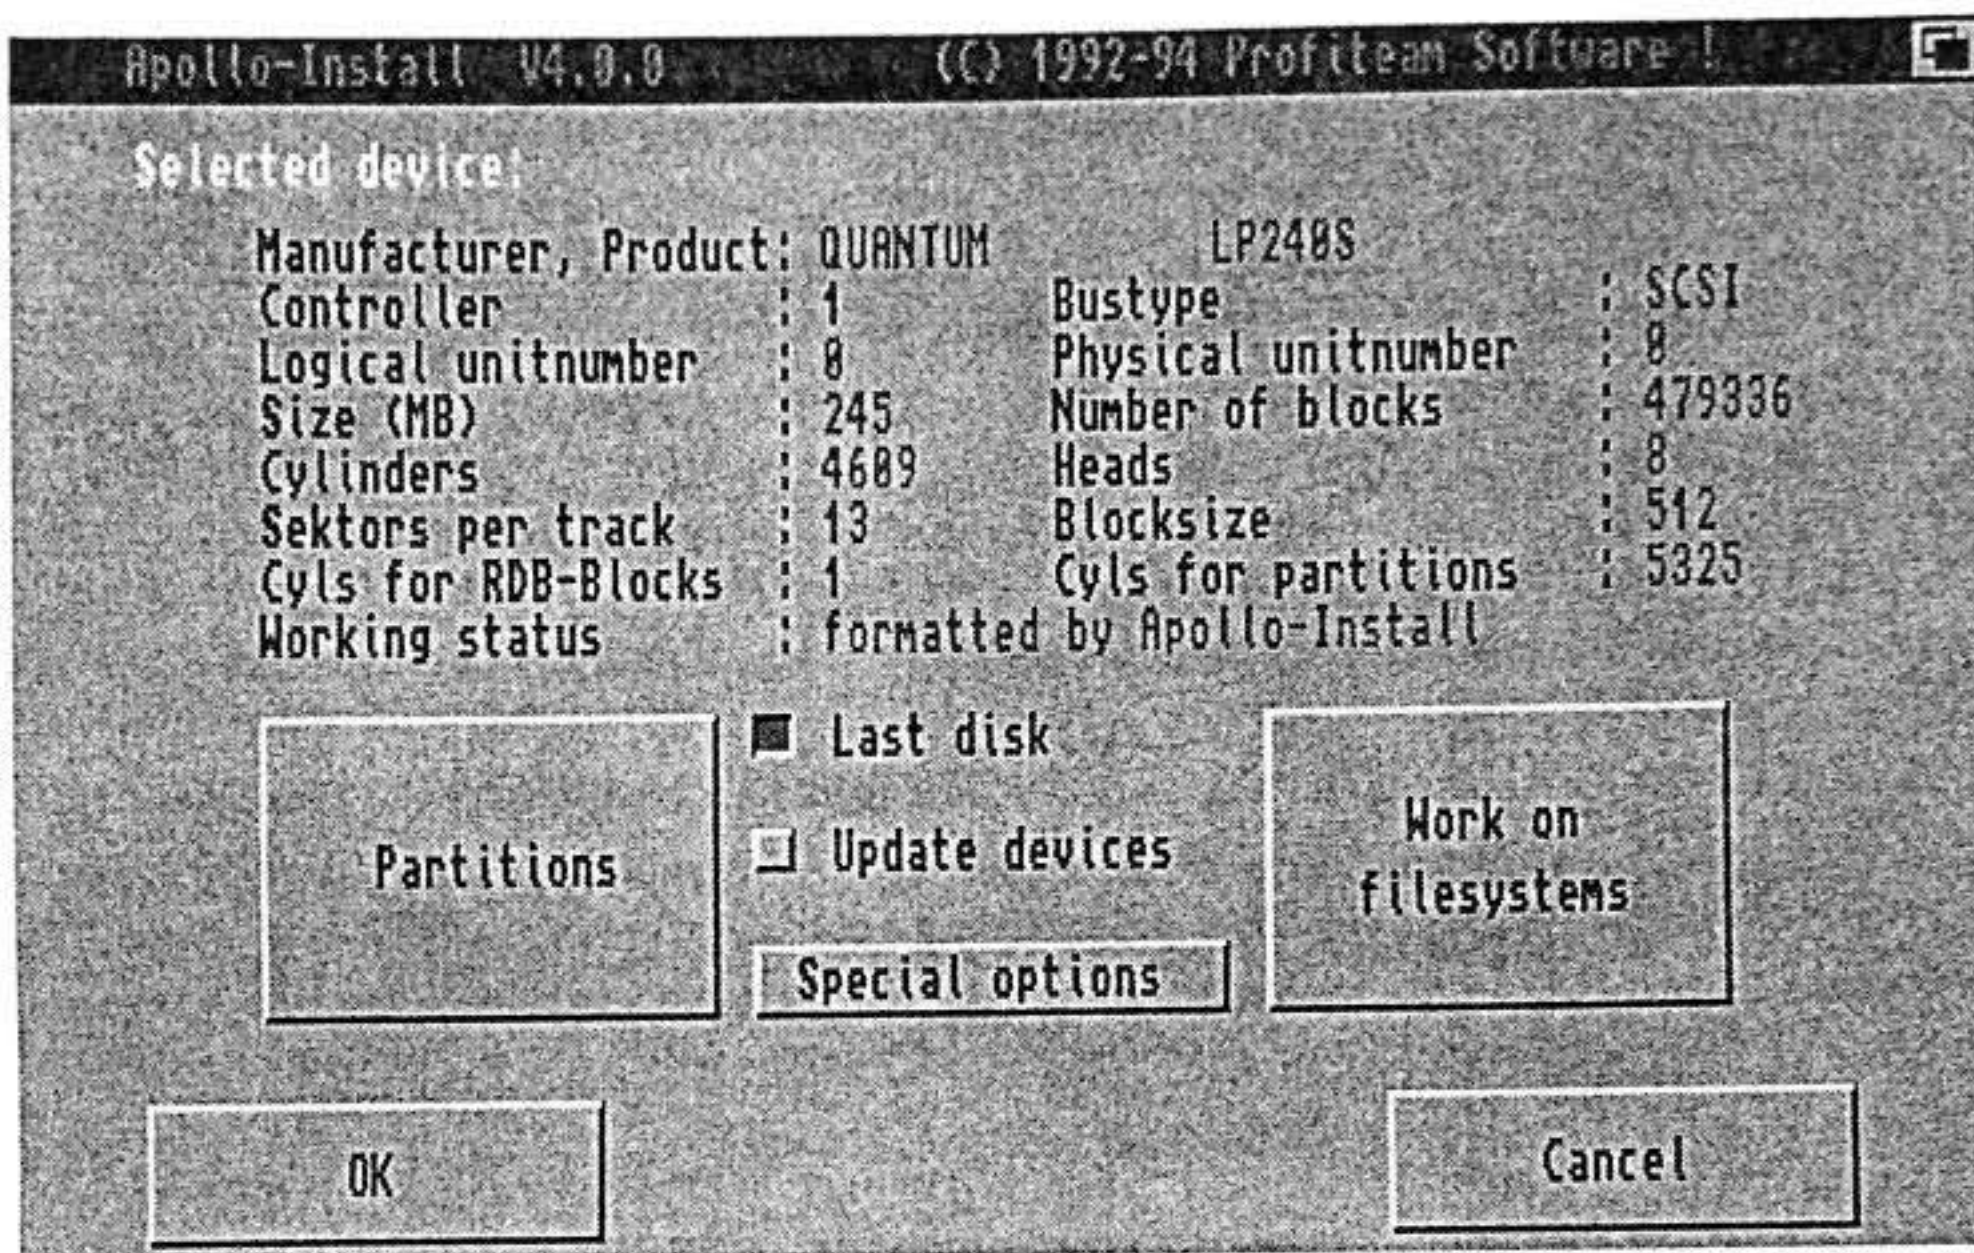 Apollo-Install V4.0.0 (C) 1992-94 Profiteam Software !
Selected device:
Manufacturer, Product: QUANTUM LP240S
Controller : 1 Bustype : SCSI
Logical unitnumber : 0 Physical unitnumber : 0
Size (MB) : 245 Number of blocks : 479336
Cylinders : 4609 Heads : 8
Sektors per track : 13 Blocksize : 512
Cyls for RDB-Blocks : 1 Cyls for partitions : 5325
Working status : formatted by Apollo-Install
Partitions
Last disk
Update devices
Special options
Work on
filesystems
OK
Cancel